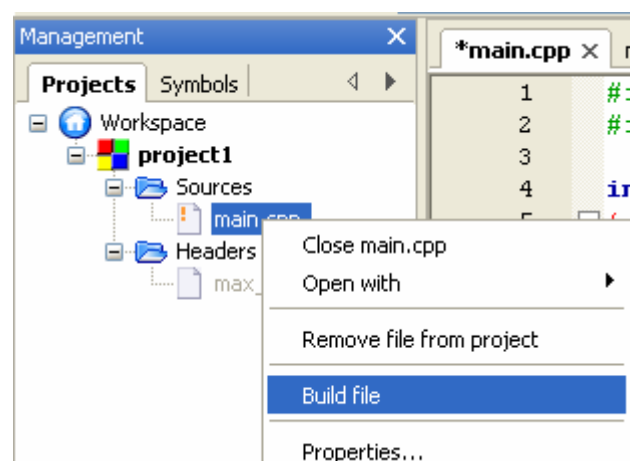 Management
*main.cpp
Projects Symbols
1
2
3
4
Workspace
project1
Sources
main.cpp
Headers
max_
Close main.cpp
Open with
Remove file from project
Build file
Properties...